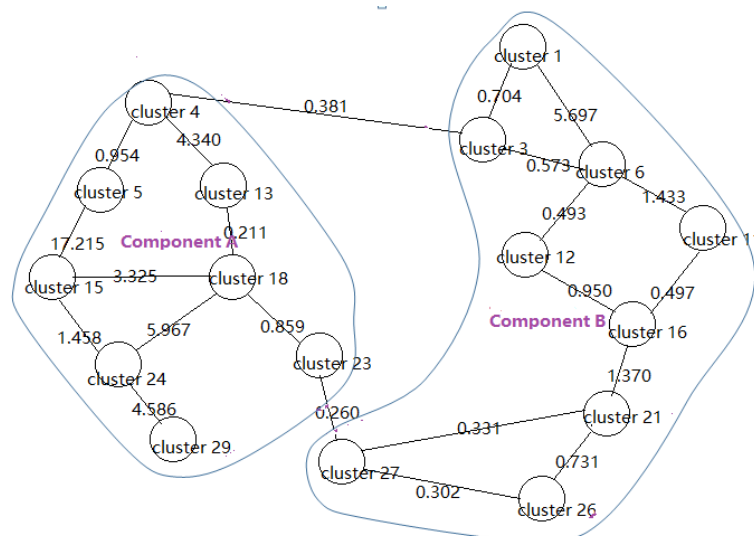 cluster 1
cluster 4
0.381
0.704
5.697
cluster 3
4.340
0.954
0.573
cluster 6
cluster 5
cluster 13
1.433
0.493
0.211
17.215
Component A
cluster 11
cluster 12
3.325
cluster 15
cluster 18
0.950
0.497
Component B
0.859
5.967
1.458
cluster 16
cluster 23
cluster 24
1.370
4.586
0.260
cluster 21
0.331
cluster 29
0.731
cluster 27
0.302
cluster 26